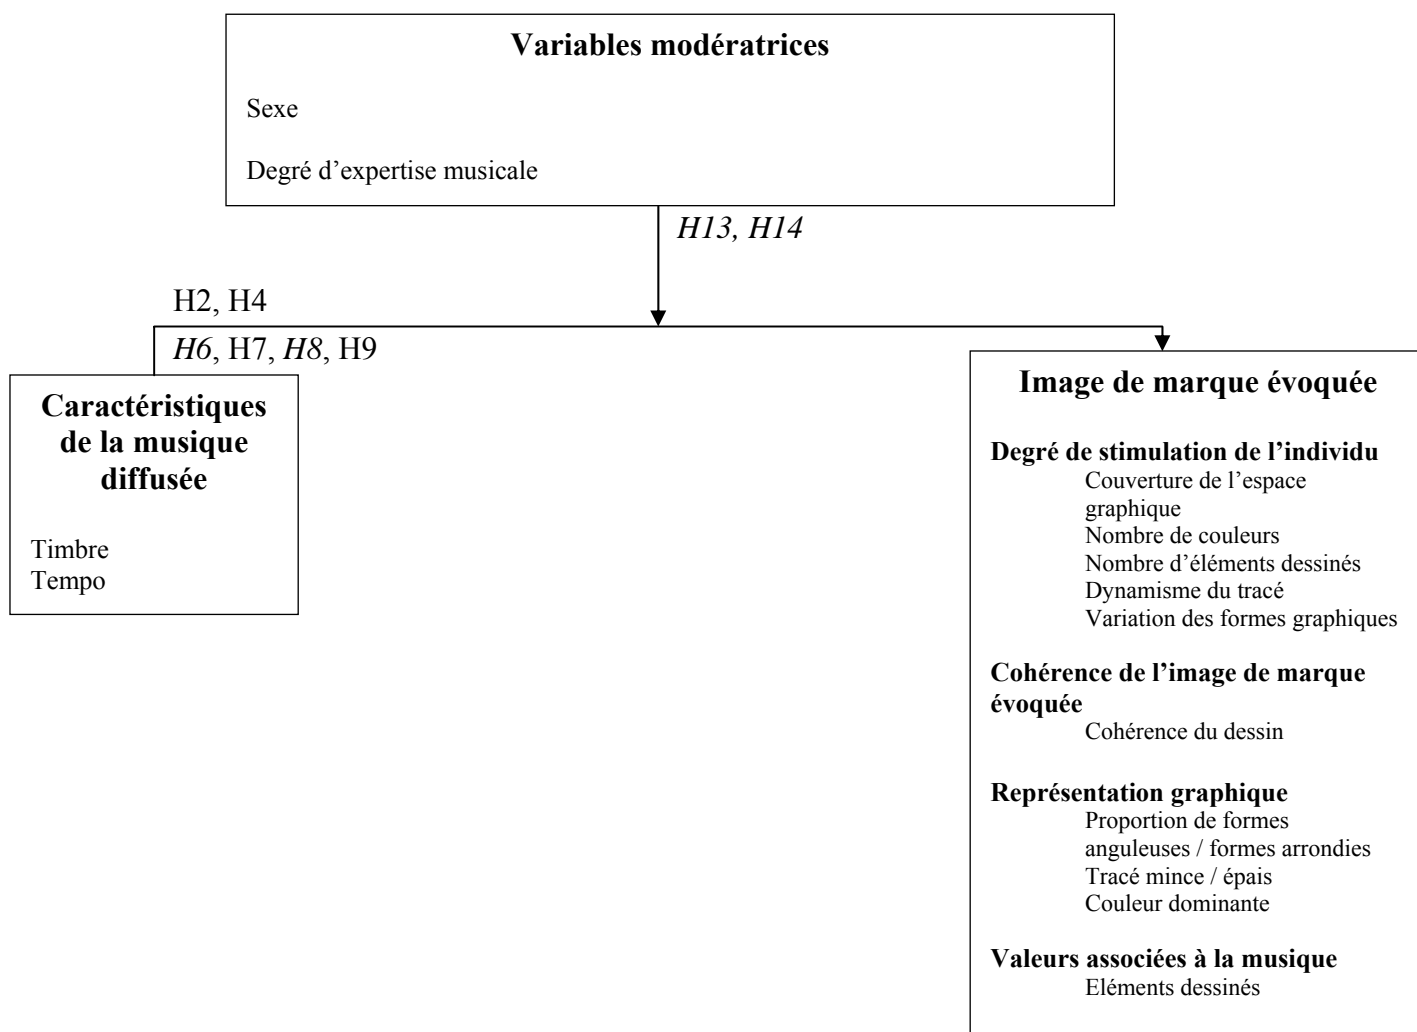 Variables modératrices
Sexe
Degré d’expertise musicale
H13, H14
H2, H4
H6, H7, H8, H9
Caractéristiques
de la musique
diffusée
Timbre
Tempo
Image de marque évoquée
Degré de stimulation de l’individu
Couverture de l’espace
graphique
Nombre de couleurs
Nombre d’éléments dessinés
Dynamisme du tracé
Variation des formes graphiques
Cohérence de l’image de marque
évoquée
Cohérence du dessin
Représentation graphique
Proportion de formes
anguleuses / formes arrondies
Tracé mince / épais
Couleur dominante
Valeurs associées à la musique
Eléments dessinés